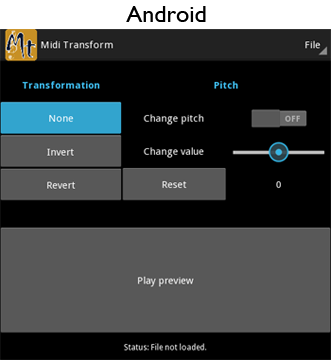 Android
Mt Midi Transform File
Transformation Pitch
None Change pitch OFF
Invert Change value
Revert Reset 0
Play preview
Status: File not loaded.